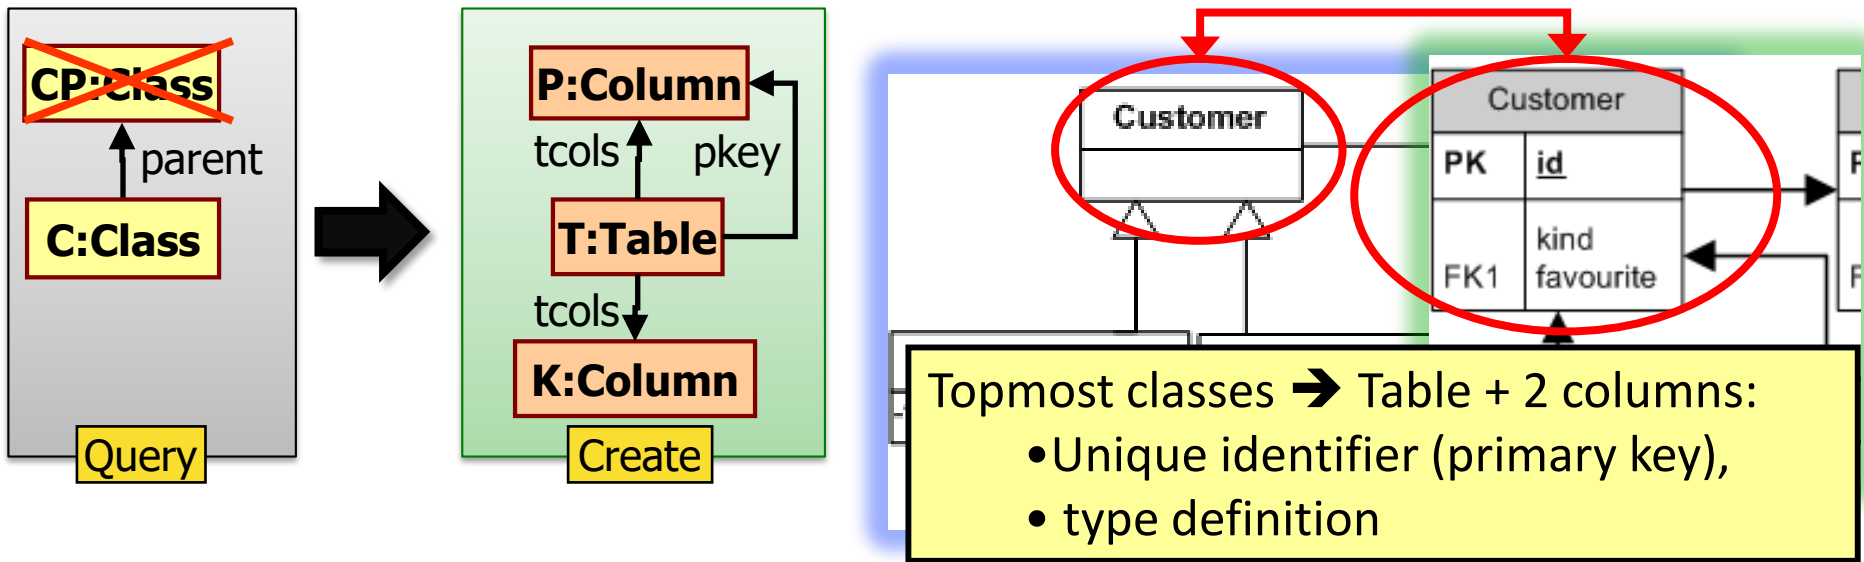 CP:Class
parent
C:Class
Query
P:Column
tcols
pkey
T:Table
tcols
K:Column
Create
Customer
Customer
PK
id
kind
FK1
favourite
Topmost classes ➔ Table + 2 columns:
•Unique identifier (primary key),
• type definition